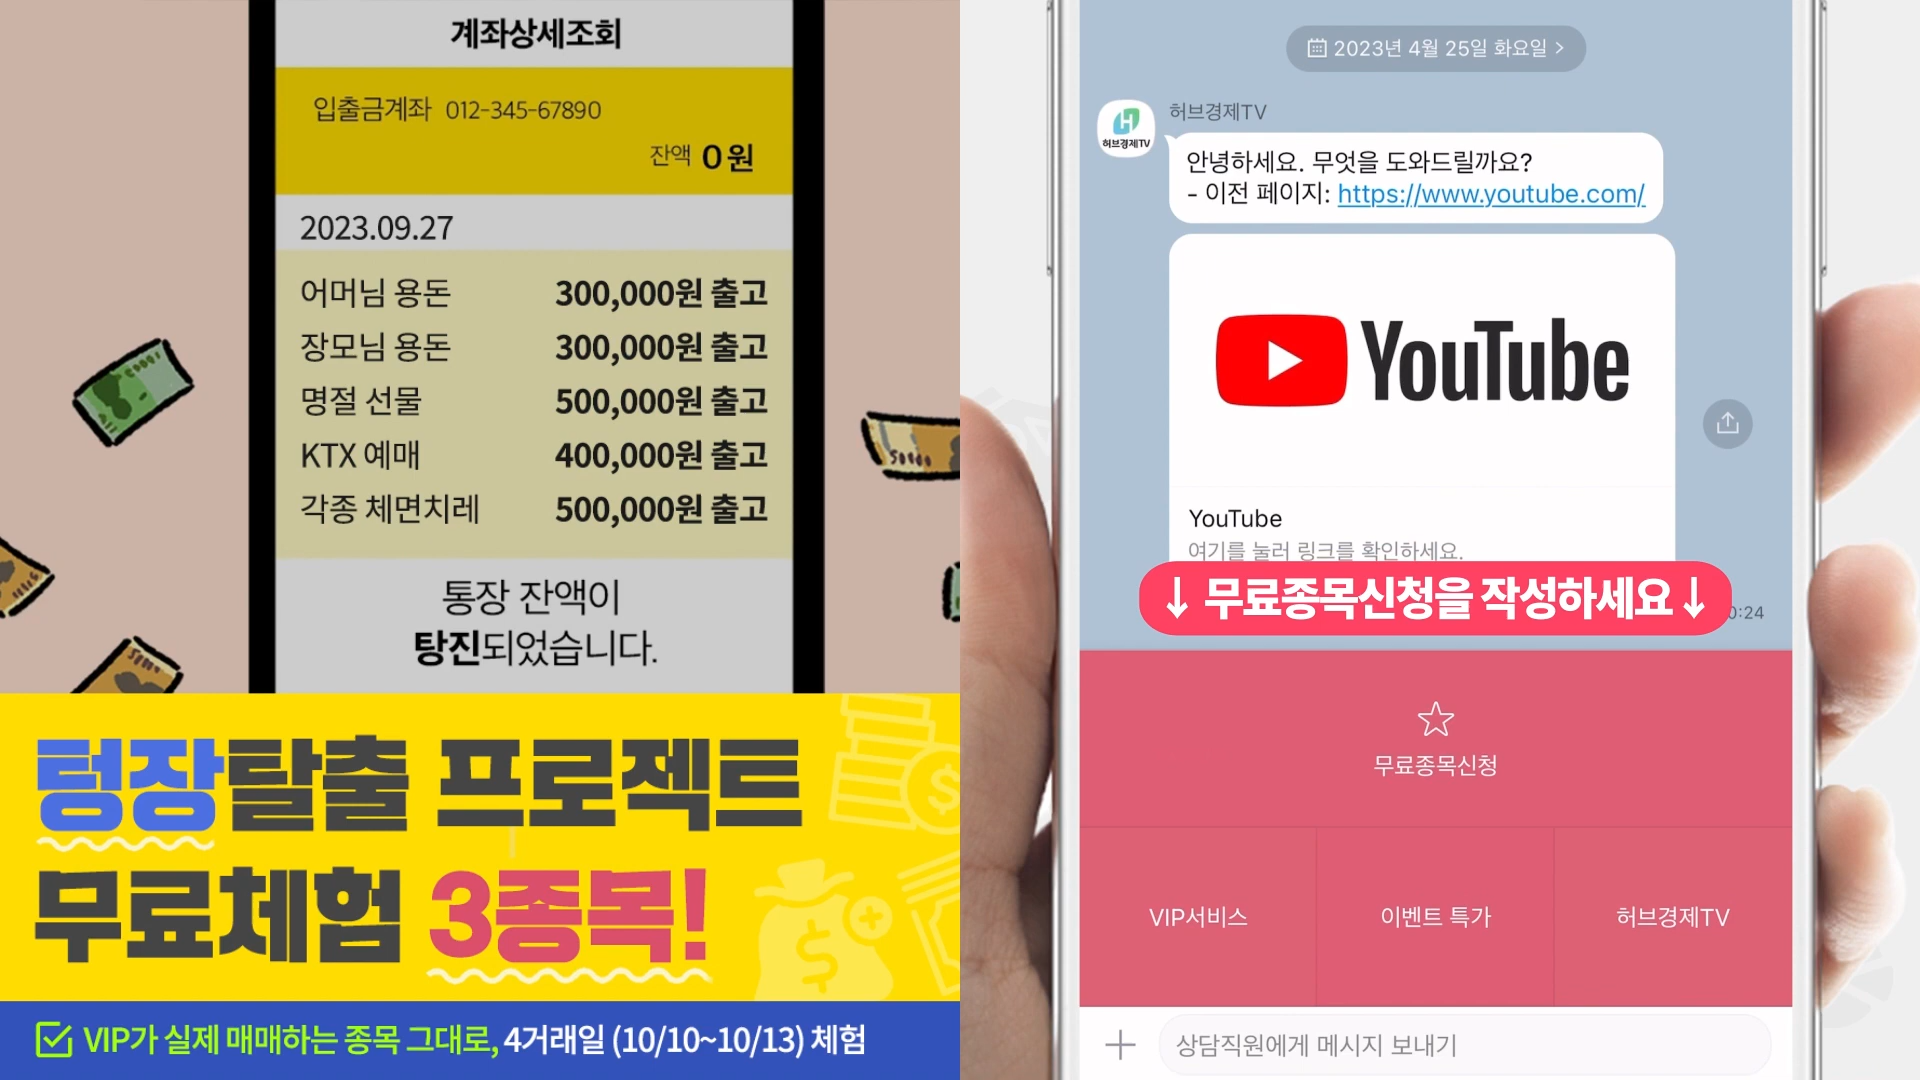 계좌상세조회
입출금계좌 012-345-67890
잔액 0원
2023.09.27
어머님 용돈 300,000원 출고
장모님 용돈 300,000원 출고
명절 선물 500,000원 출고
KTX 예매 400,000원 출고
각종 체면치레 500,000원 출고
통장 잔액이
탕진되었습니다.
텅장탈출 프로젝트
무료체험 3종목!
VIP가 실제 매매하는 종목 그대로, 4거래일 (10/10~10/13) 체험
2023년 4월 25일 화요일 >
허브경제TV
허브경제TV
안녕하세요. 무엇을 도와드릴까요?
- 이전 페이지: https://www.youtube.com/
YouTube
YouTube
여기를 눌러 링크를 확인하세요.
↓ 무료종목신청을 작성하세요 ↓
0:24
무료종목신청
VIP서비스
이벤트 특가
허브경제TV
상담직원에게 메시지 보내기